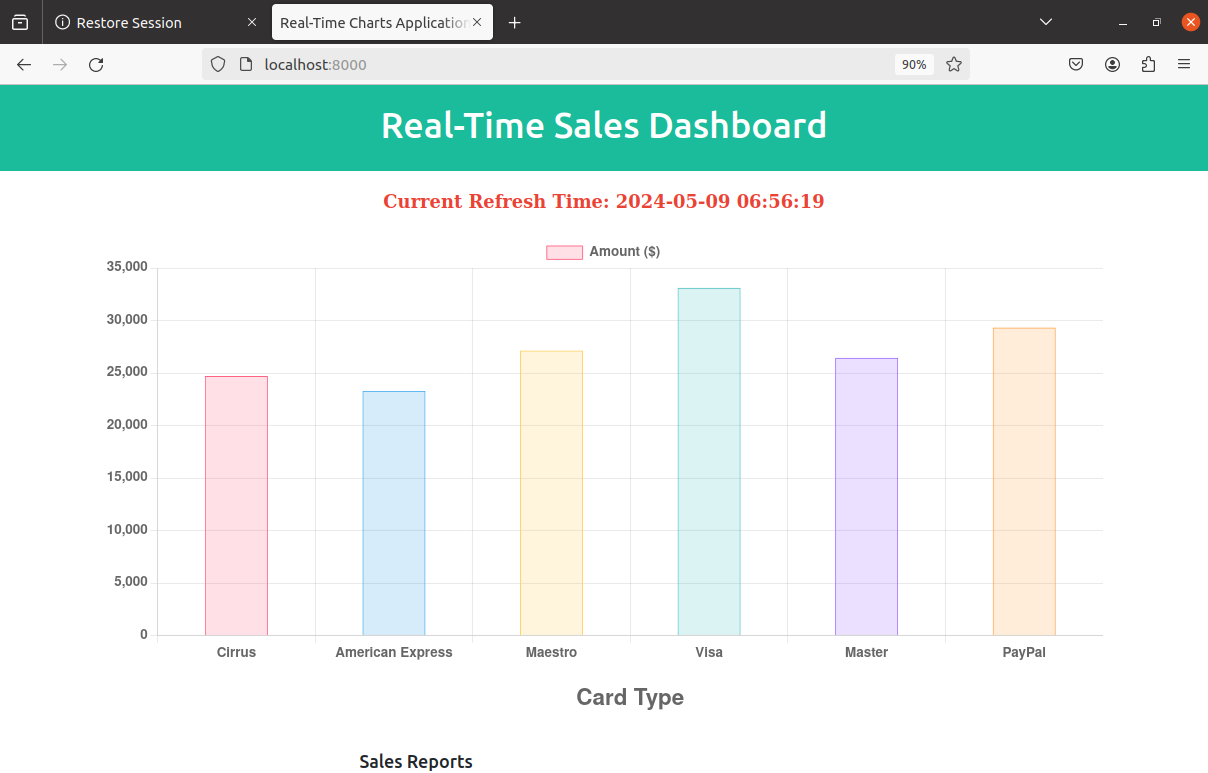 Restore Session
Real-Time Charts Application
localhost:8000
90%
Real-Time Sales Dashboard
Current Refresh Time: 2024-05-09 06:56:19
Amount ($)
35,000
30,000
25,000
20,000
15,000
10,000
5,000
0
Cirrus American Express Maestro Visa Master PayPal
Card Type
Sales Reports